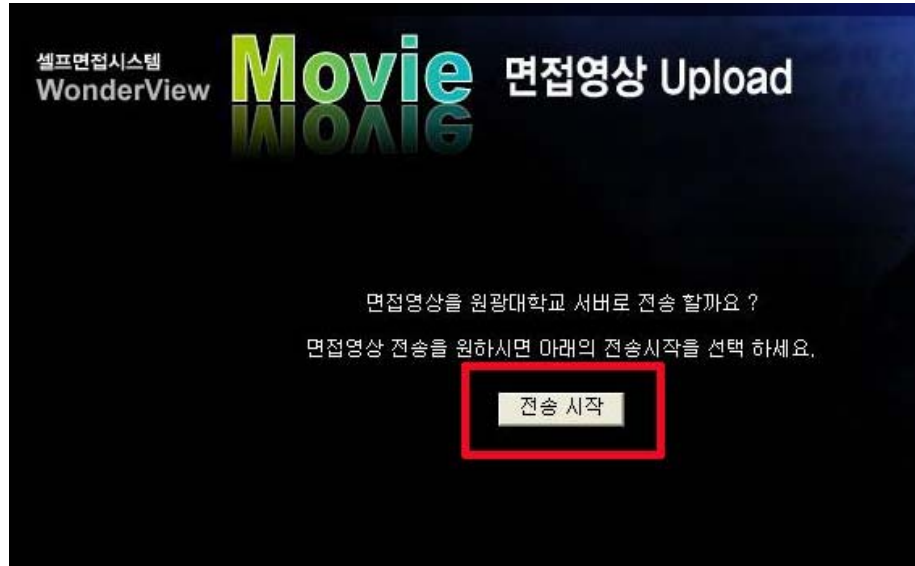 셀프면접시스템
WonderView
Movie
면접영상 Upload
면접영상을 원광대학교 서버로 전송 할까요 ?
면접영상 전송을 원하시면 아래의 전송시작을 선택 하세요.
전송 시작